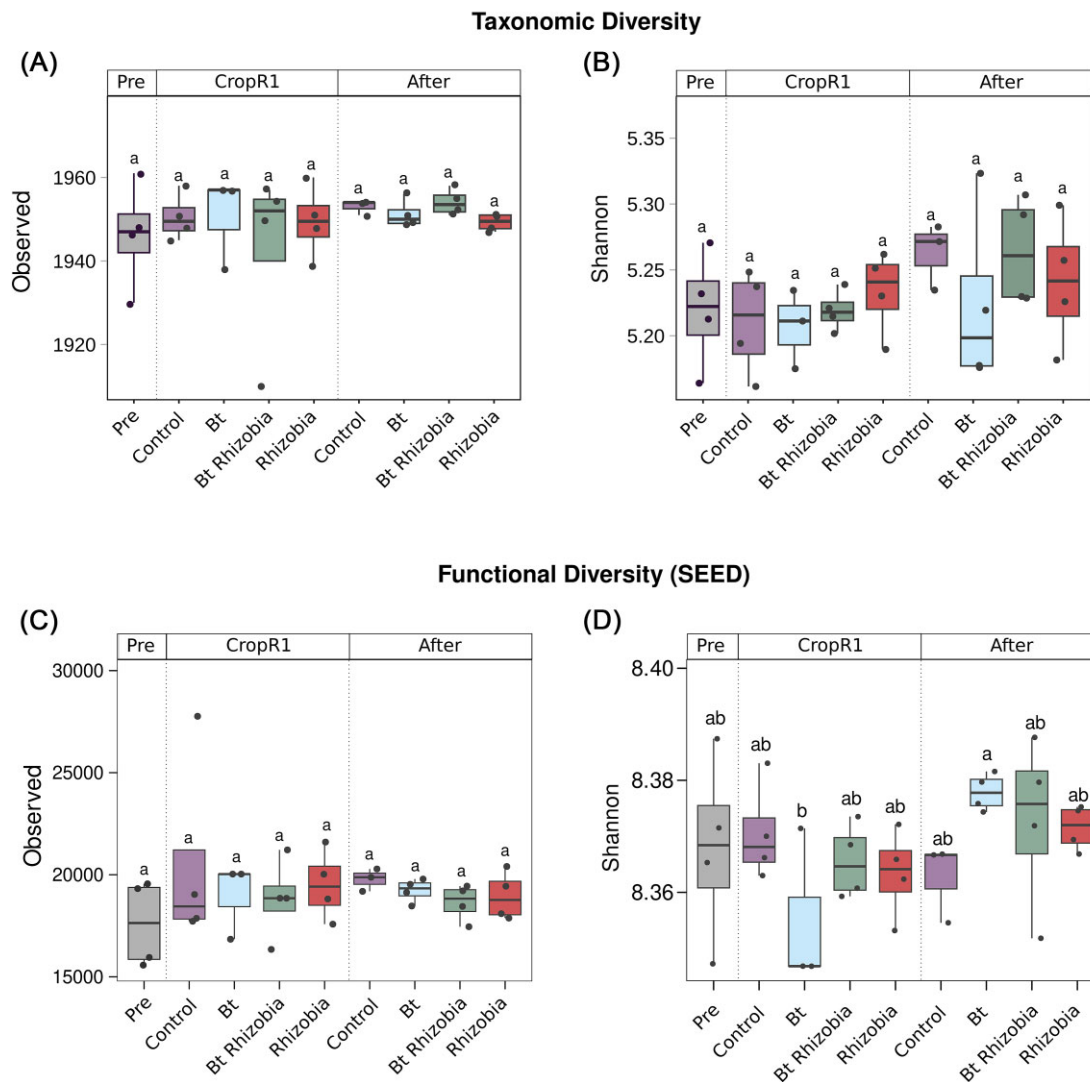 Taxonomic Diversity
(A)
Pre CropR1 After
Observed
1960
1940
1920
a a a a a a a a a
Pre Control Bt Bt Rhizobia Rhizobia Control Bt Bt Rhizobia Rhizobia
(B)
Pre CropR1 After
Shannon
5.35
5.30
5.25
5.20
a a a a a a a a a
Pre Control Bt Bt Rhizobia Rhizobia Control Bt Bt Rhizobia Rhizobia
Functional Diversity (SEED)
(C)
Pre CropR1 After
Observed
30000
25000
20000
15000
a a a a a a a a a
Pre Control Bt Bt Rhizobia Rhizobia Control Bt Bt Rhizobia Rhizobia
(D)
Pre CropR1 After
Shannon
8.40
8.38
8.36
ab ab b ab ab ab a ab ab
Pre Control Bt Bt Rhizobia Rhizobia Control Bt Bt Rhizobia Rhizobia